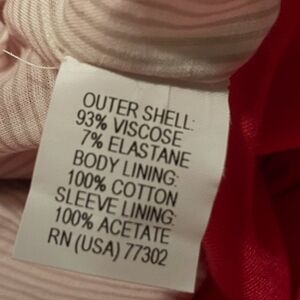 OUTER SHELL:
93% VISCOSE
7% ELASTANE
BODY LINING:
100% COTTON
SLEEVE LINING:
100% ACETATE
RN (USA) 77302